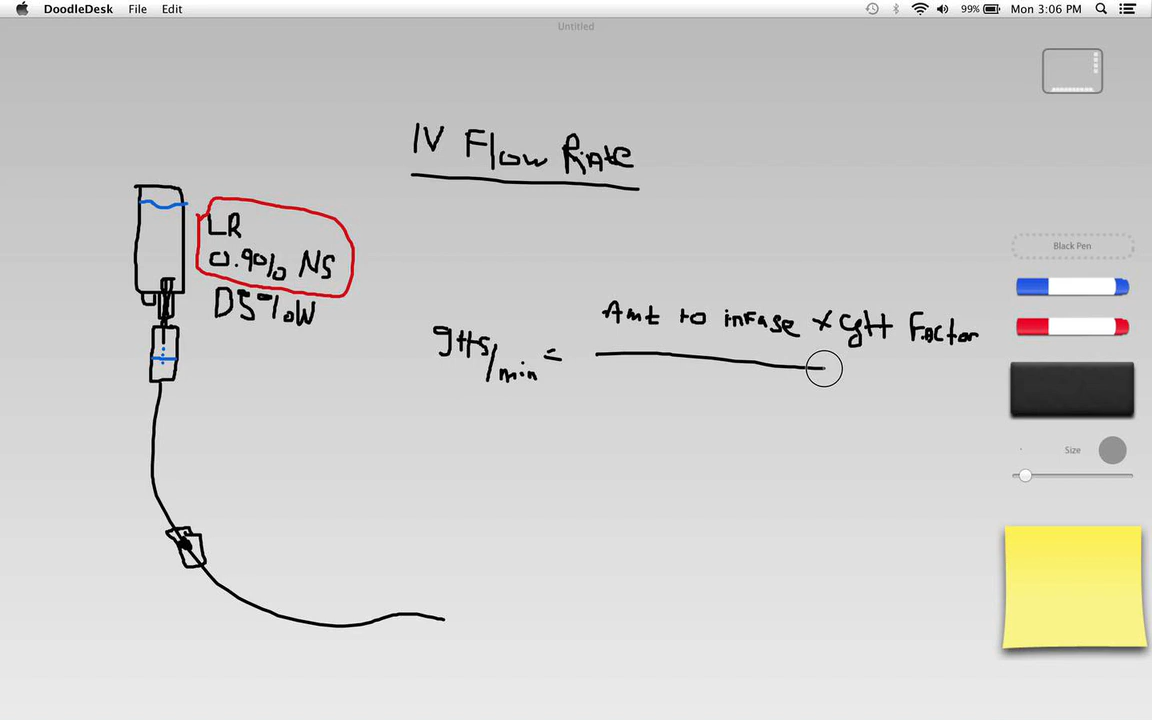 DoodleDesk File Edit 99% Mon 3:06 PM
Untitled
IV Flow Rate
LR
0.9% NS
D5%W
gtts/min =
Amt to infuse x gtt Factor
Black Pen
Size